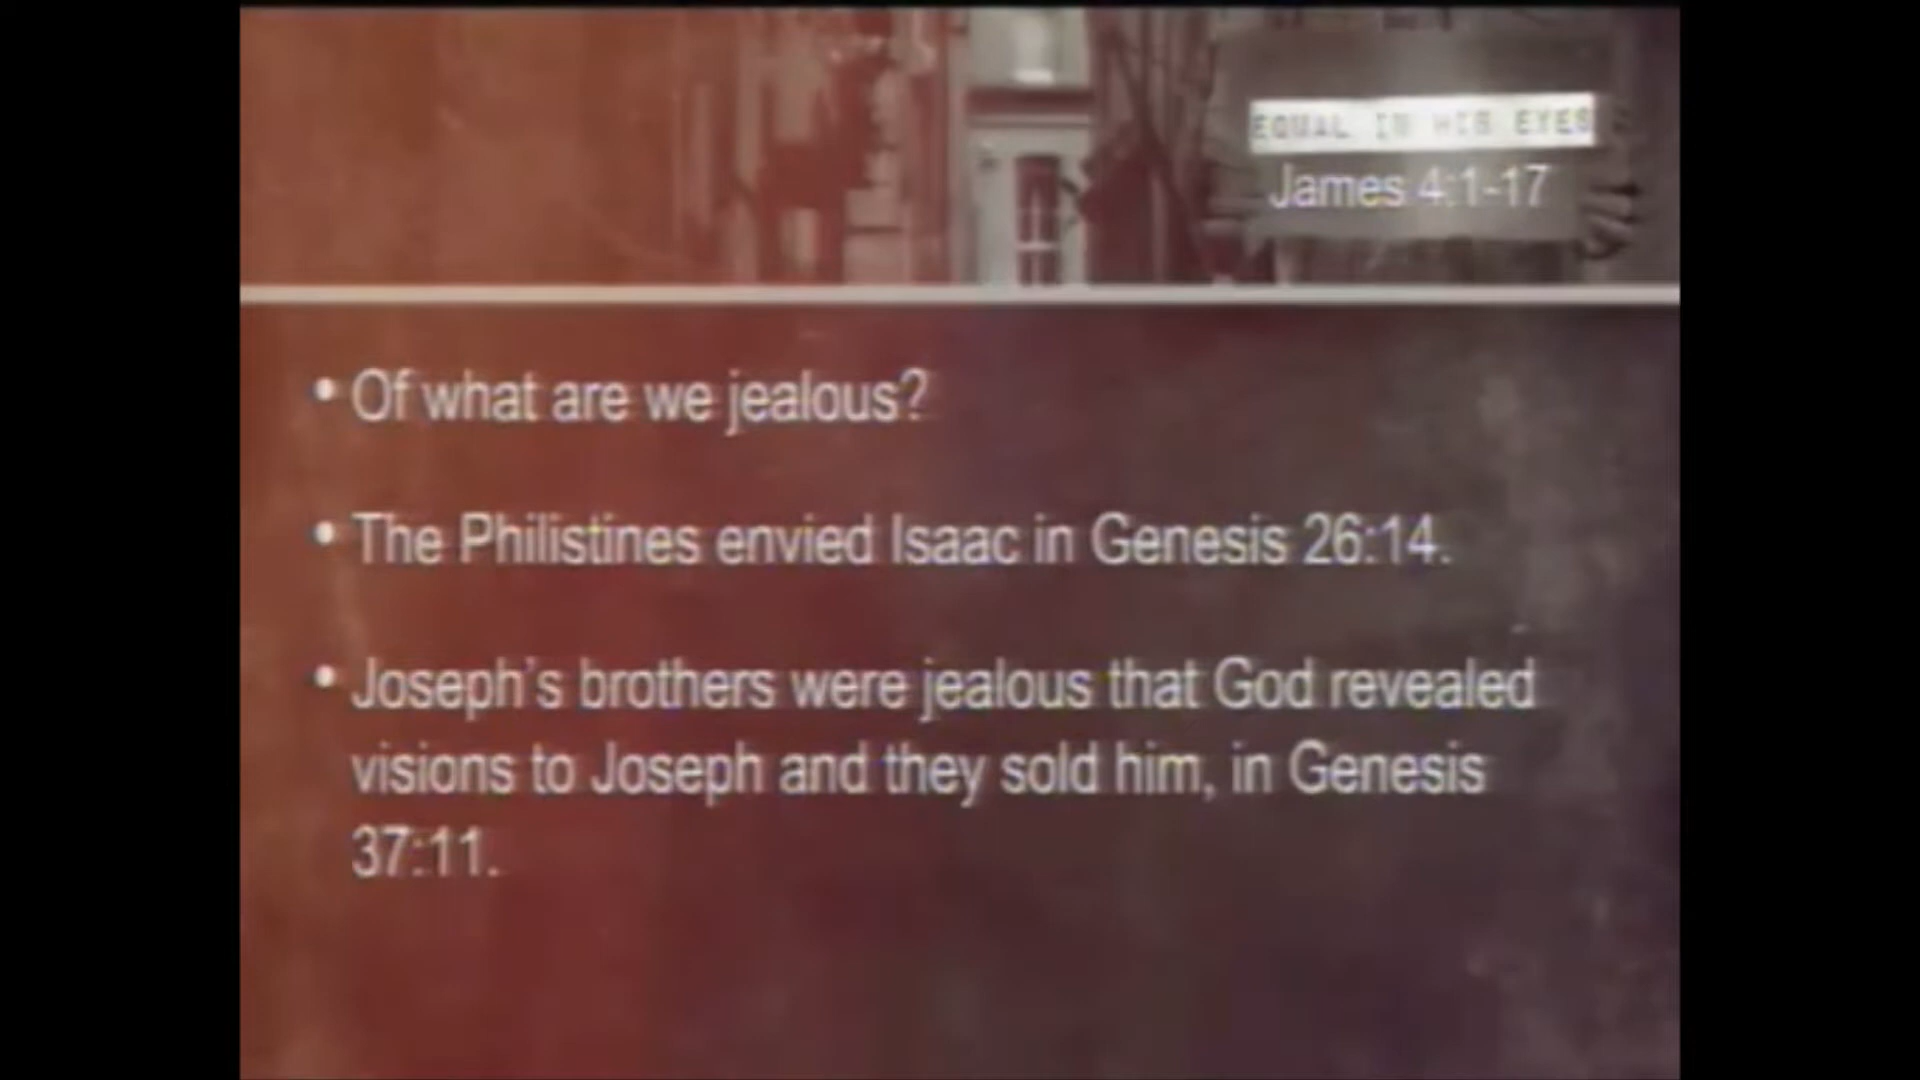 EQUAL IN HIS EYES
James 4:1-17
• Of what are we jealous?
• The Philistines envied Isaac in Genesis 26:14.
• Joseph's brothers were jealous that God revealed
visions to Joseph and they sold him, in Genesis
37:11.